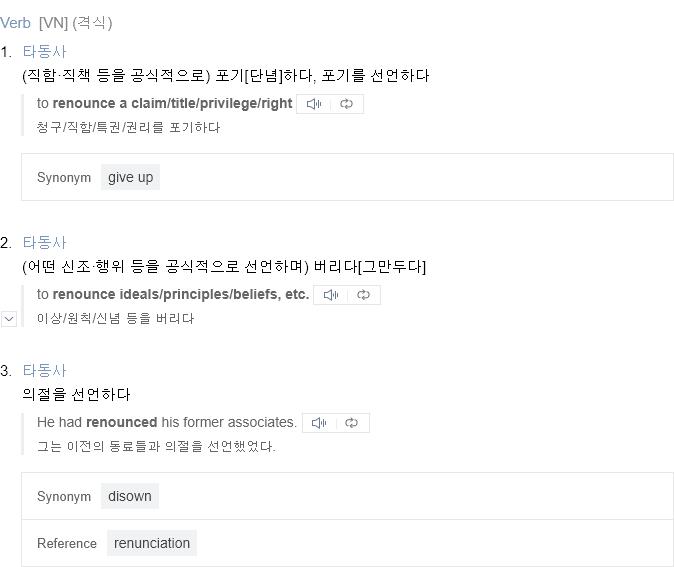 Verb [VN] (격식)
1. 타동사
(직함·직책 등을 공식적으로) 포기[단념]하다, 포기를 선언하다
to renounce a claim/title/privilege/right
청구/직함/특권/권리를 포기하다
Synonym give up
2. 타동사
(어떤 신조·행위 등을 공식적으로 선언하며) 버리다[그만두다]
to renounce ideals/principles/beliefs, etc.
이상/원칙/신념 등을 버리다
3. 타동사
의절을 선언하다
He had renounced his former associates.
그는 이전의 동료들과 의절을 선언했었다.
Synonym disown
Reference renunciation